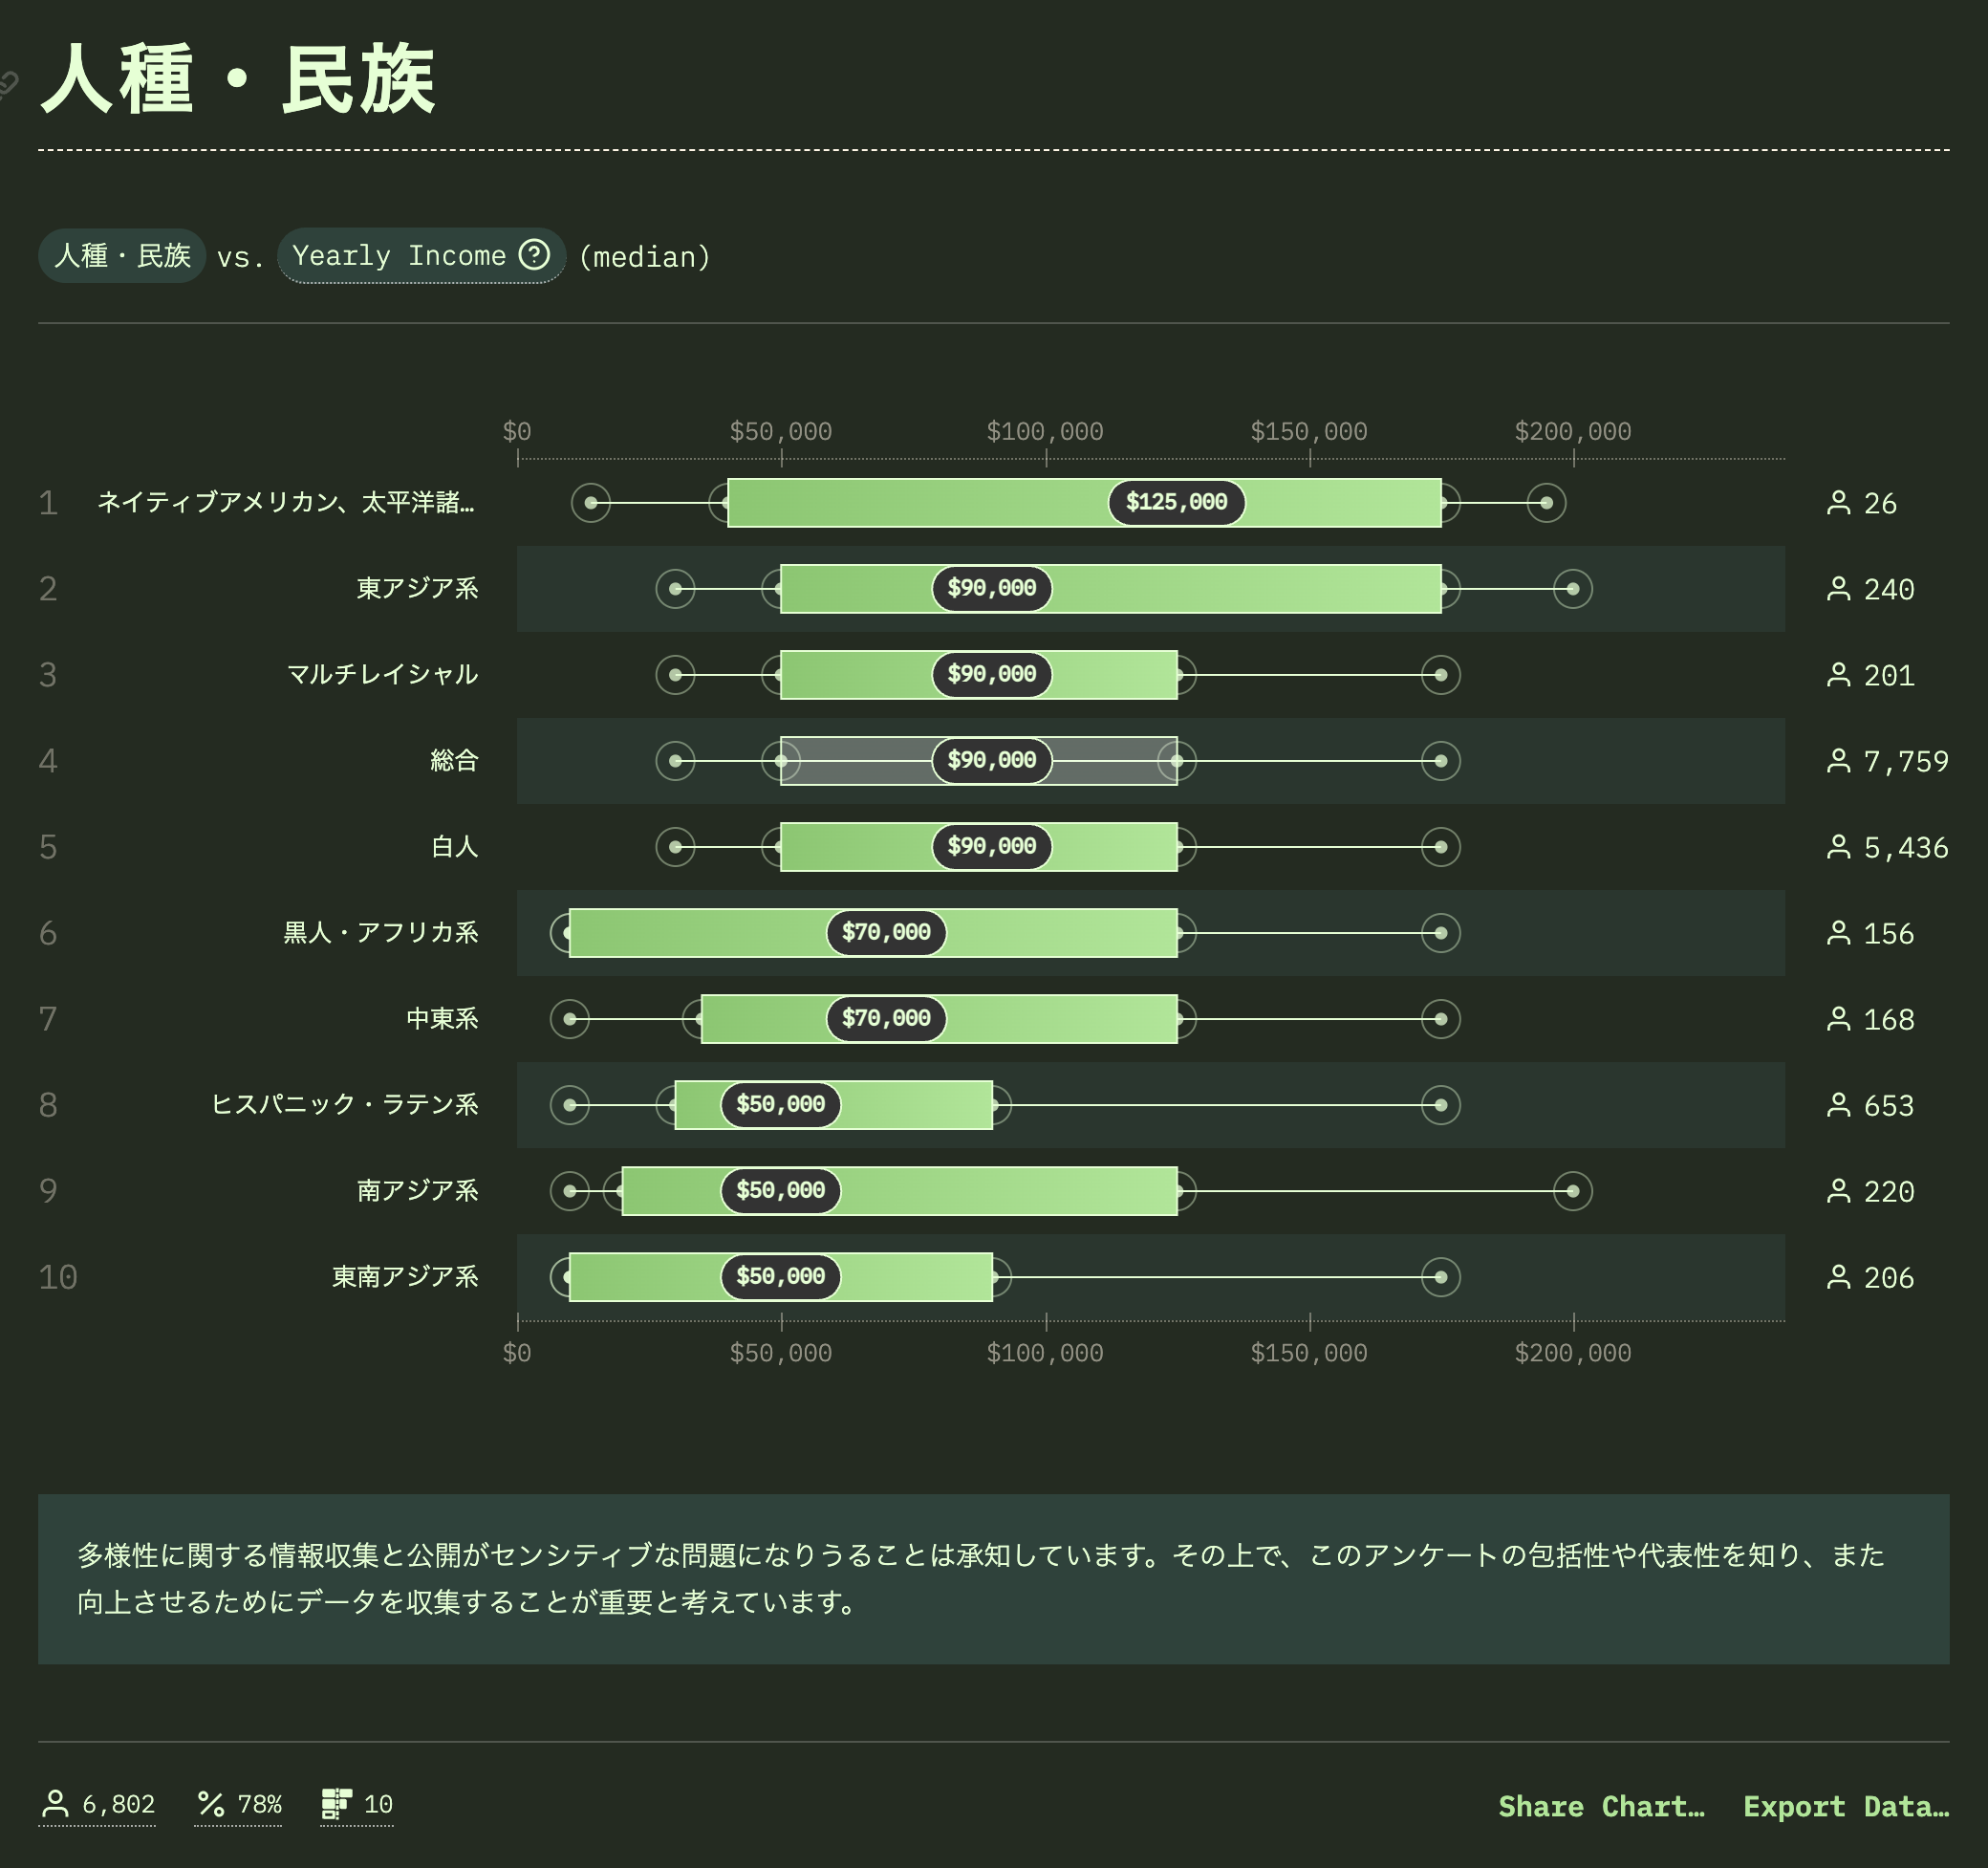 人種・民族
人種・民族 vs. Yearly Income (median)
$0 $50,000 $100,000 $150,000 $200,000
1 ネイティブアメリカン、太平洋諸… $125,000 26
2 東アジア系 $90,000 240
3 マルチレイシャル $90,000 201
4 総合 $90,000 7,759
5 白人 $90,000 5,436
6 黒人・アフリカ系 $70,000 156
7 中東系 $70,000 168
8 ヒスパニック・ラテン系 $50,000 653
9 南アジア系 $50,000 220
10 東南アジア系 $50,000 206
$0 $50,000 $100,000 $150,000 $200,000
多様性に関する情報収集と公開がセンシティブな問題になりうることは承知しています。その上で、このアンケートの包括性や代表性を知り、また
向上させるためにデータを収集することが重要と考えています。
6,802 78% 10 Share Chart… Export Data…